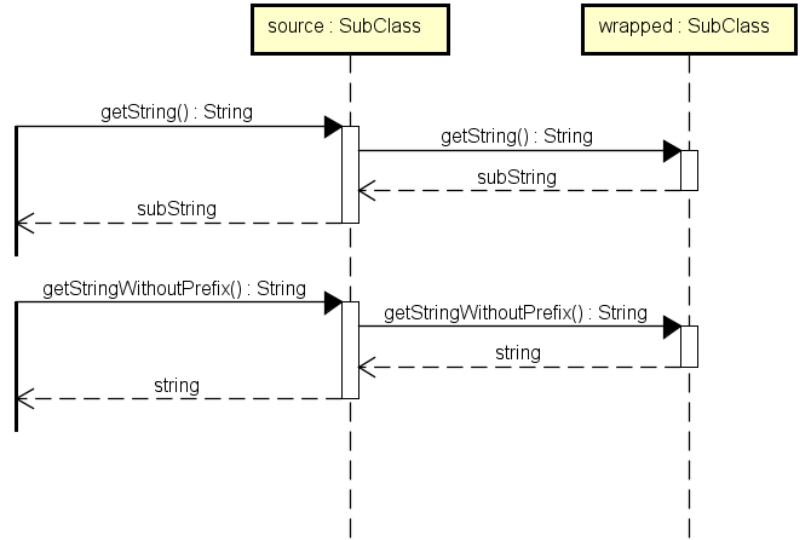 source : SubClass
wrapped : SubClass
getString() : String
getString() : String
subString
subString
getStringWithoutPrefix() : String
getStringWithoutPrefix() : String
string
string